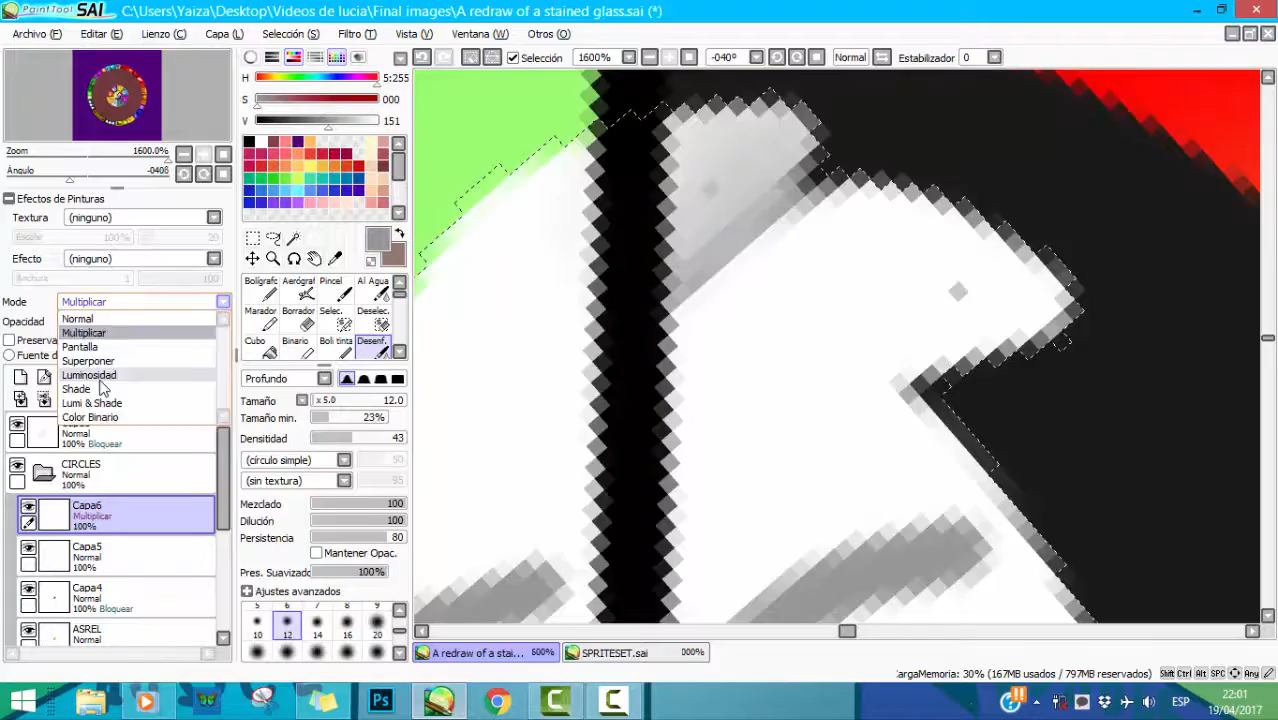 PaintTool SAI C:\Users\Yaiza\Desktop\Videos de lucia\Final images\A redraw of a stained glass.sai (*)
Archivo (F) Editar (E) Lienzo (C) Capa (L) Selección (S) Filtro (T) Vista (V) Ventana (W) Otros (O)
Selección 1600% -040º Normal Estabilizador 0
H 5:255
S 000
V 151
Zoom 1600.0%
Ángulo -040ß
Efectos de Pinturas
Textura (ninguno)
Escala 100% 20
Efecto (ninguno)
Anchura 1 100
Mode Multiplicar
Normal
Multiplicar
Pantalla
Superponer
Luminosidad
Shade
Lumi & Shade
Color Binario
Opacidad
Preserva
Fuente d
Normal
100% Bloquear
CIRCLES
Normal
100%
Capa6
Multiplicar
100%
Capa5
Normal
100%
Capa4
Normal
100% Bloquear
ASREL
Normal
Bolígrafo Aerógraf Pincel Al Agua
Marador Borrador Selec. Deselec.
Cubo Binario Boli tinta Desenf.
Profundo
Tamaño x 5.0 12.0
Tamaño min. 23%
Densitidad 43
(círculo simple) 50
(sin textura) 95
Mezclado 100
Dilución 100
Persistencia 80
Mantener Opac.
Pres. Suavizado 100%
Ajustes avanzados
5 6 7 8 9
10 12 14 16 20
A redraw of a stai... 600%
SPRITESET.sai 000%
argaMemoria: 30% (167MB usados / 797MB reservados)
Shift Ctrl Alt SPC Any
Ps
ESP
22:01
19/04/2017